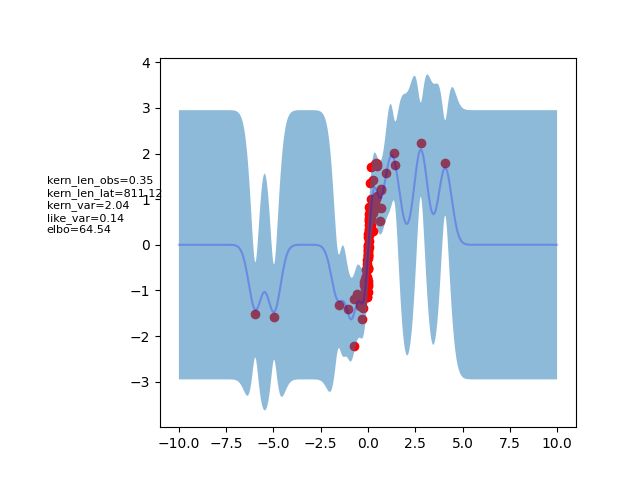 4
3
2
kern_len_obs=0.35
kern_len_lat=811.12
1
kern_var=2.04
like_var=0.14
elbo=64.54
0
−1
−2
−3
−10.0 −7.5 −5.0 −2.5 0.0 2.5 5.0 7.5 10.0